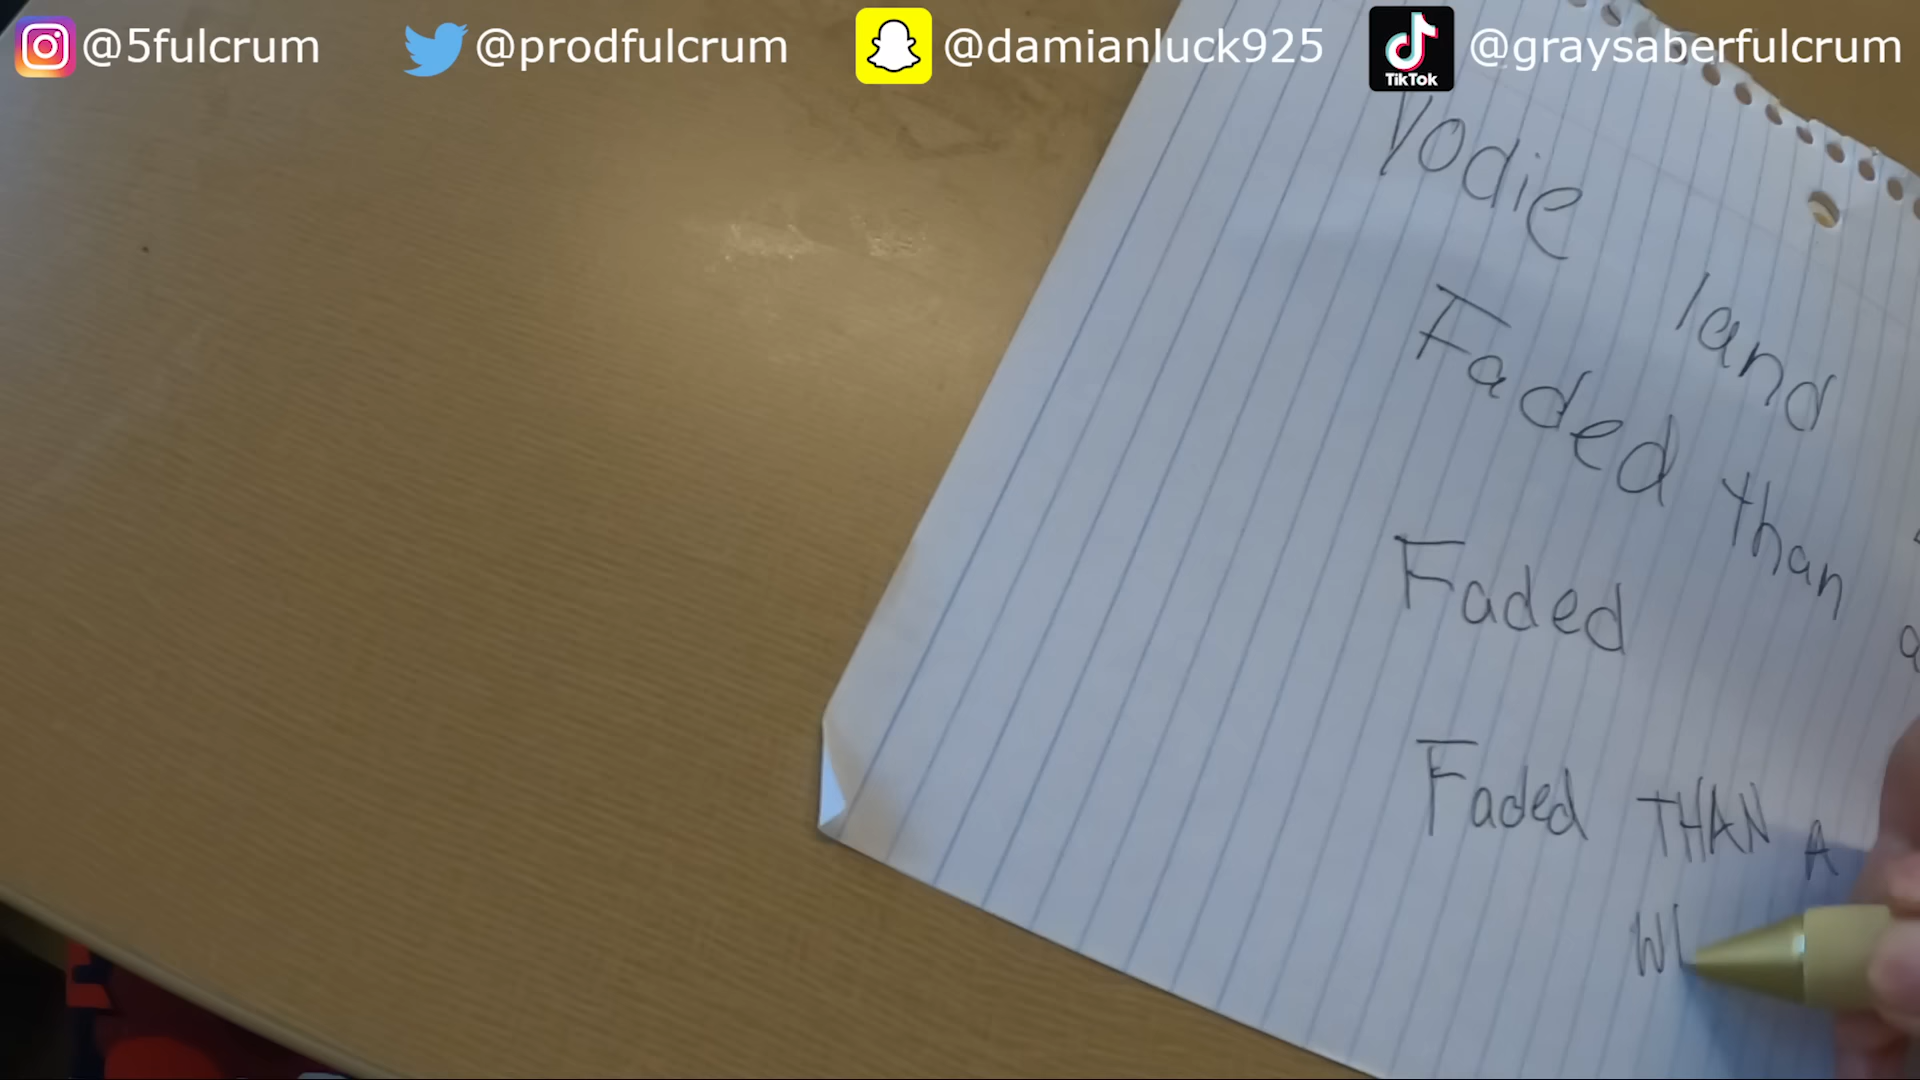 @5fulcrum @prodfulcrum @damianluck925 TikTok @graysaberfulcrum
Yodie land
Faded than
Faded
Faded THAN A